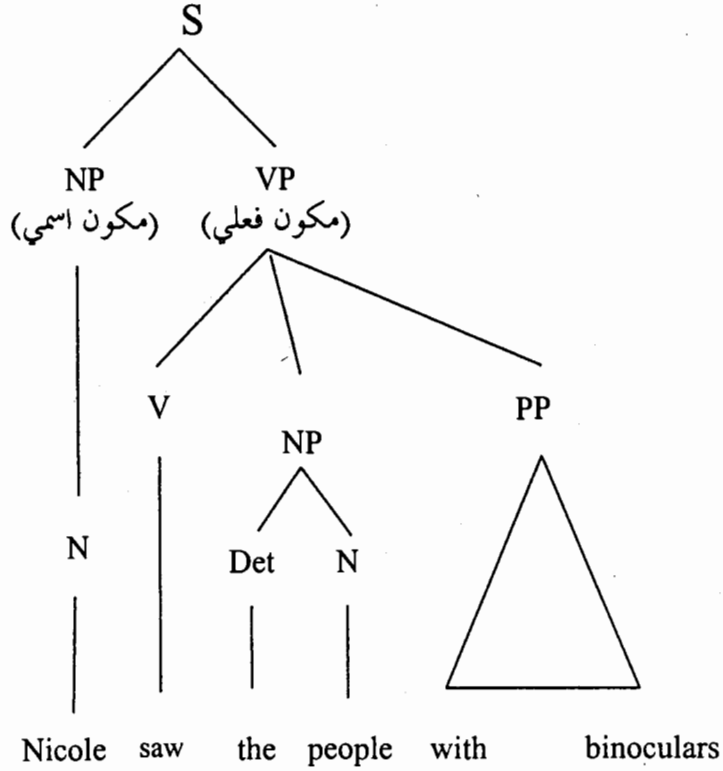 S
NP VP
(مكون اسمي) (مكون فعلي)
V PP
NP
N Det N
Nicole saw the people with binoculars